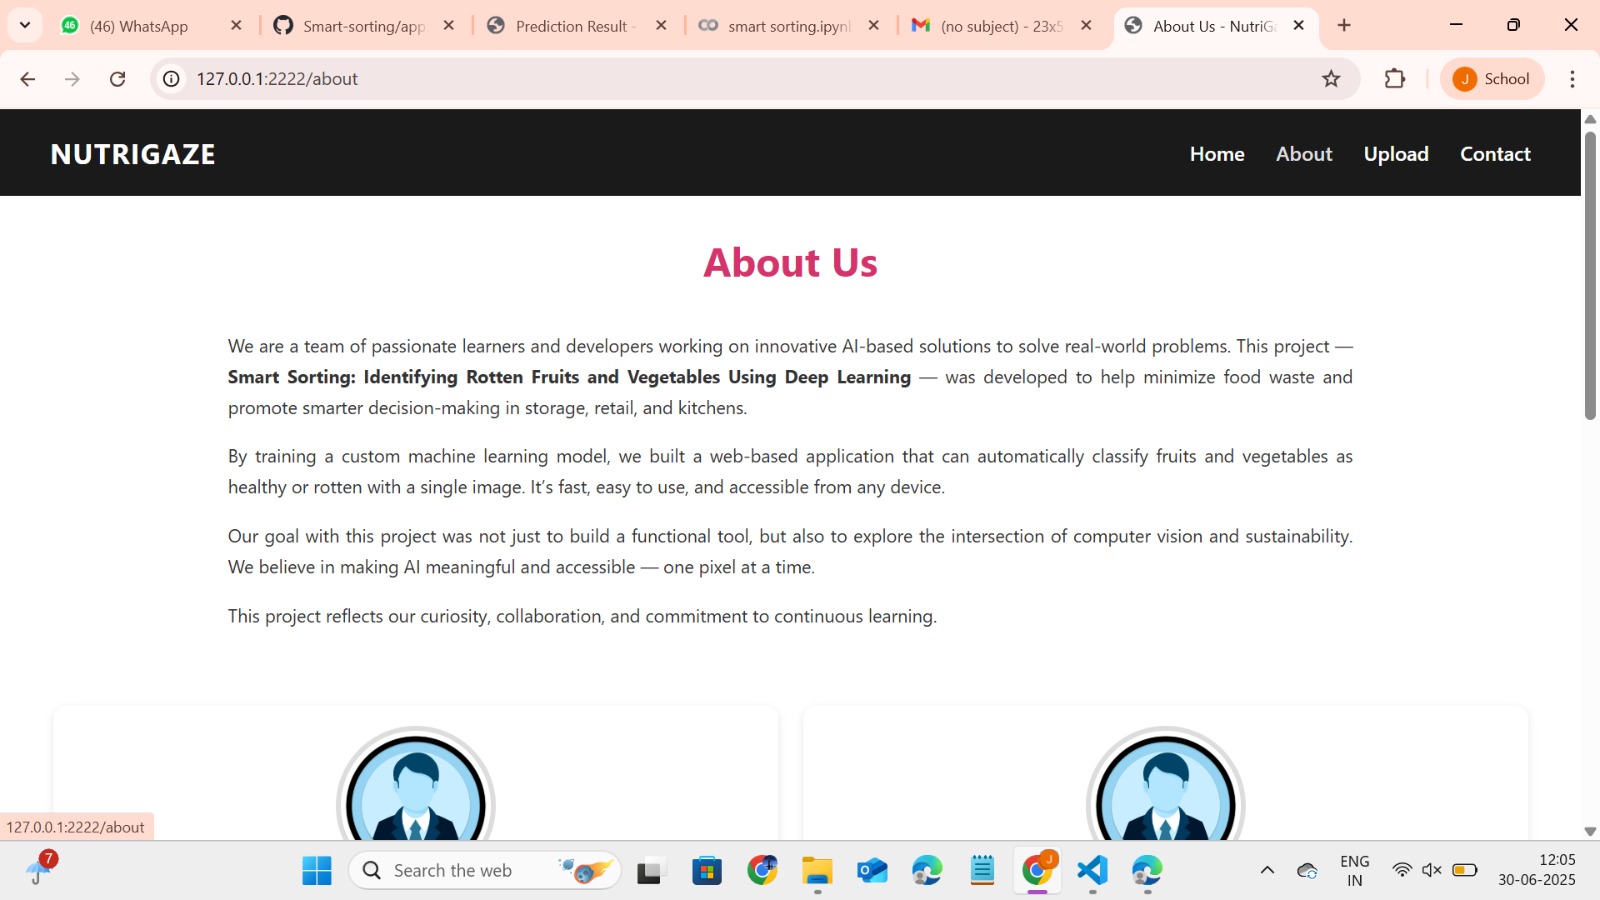 46
(46) WhatsApp
Smart-sorting/app
Prediction Result -
smart sorting.ipyn
(no subject) - 23x5
About Us - NutriGa
127.0.0.1:2222/about
J
School
NUTRIGAZE
Home
About
Upload
Contact
About Us
We are a team of passionate learners and developers working on innovative AI-based solutions to solve real-world problems. This project —
Smart Sorting: Identifying Rotten Fruits and Vegetables Using Deep Learning — was developed to help minimize food waste and
promote smarter decision-making in storage, retail, and kitchens.
By training a custom machine learning model, we built a web-based application that can automatically classify fruits and vegetables as
healthy or rotten with a single image. It’s fast, easy to use, and accessible from any device.
Our goal with this project was not just to build a functional tool, but also to explore the intersection of computer vision and sustainability.
We believe in making AI meaningful and accessible — one pixel at a time.
This project reflects our curiosity, collaboration, and commitment to continuous learning.
127.0.0.1:2222/about
7
Search the web
J
ENG
IN
12:05
30-06-2025